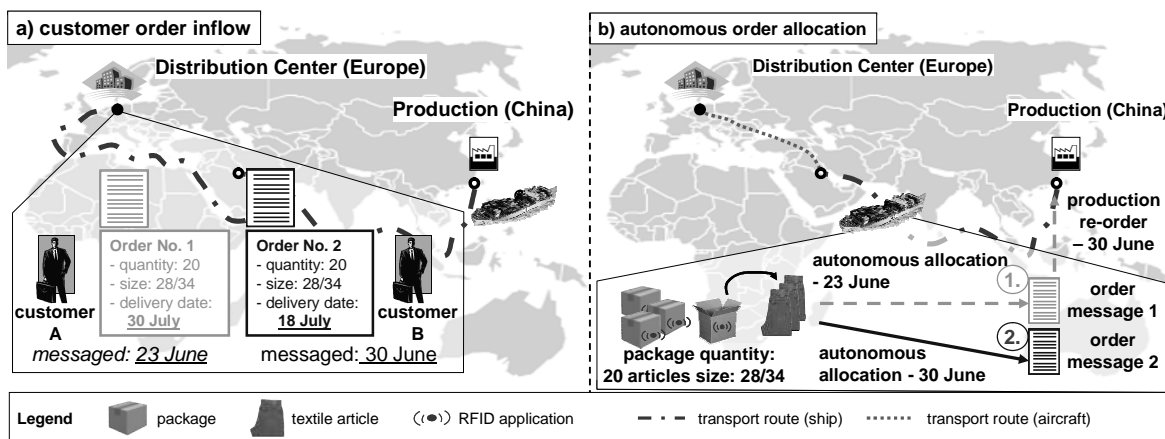 a) customer order inflow
Distribution Center (Europe)
Production (China)
Order No. 1
- quantity: 20
- size: 28/34
- delivery date:
30 July
Order No. 2
- quantity: 20
- size: 28/34
- delivery date:
18 July
customer
A
customer
B
messaged: 23 June
messaged: 30 June
b) autonomous order allocation
Distribution Center (Europe)
Production (China)
production
re-order
– 30 June
autonomous allocation
- 23 June
1.
order
message 1
2.
order
message 2
package quantity:
20 articles size: 28/34
autonomous
allocation - 30 June
Legend
package
textile article
RFID application
transport route (ship)
transport route (aircraft)